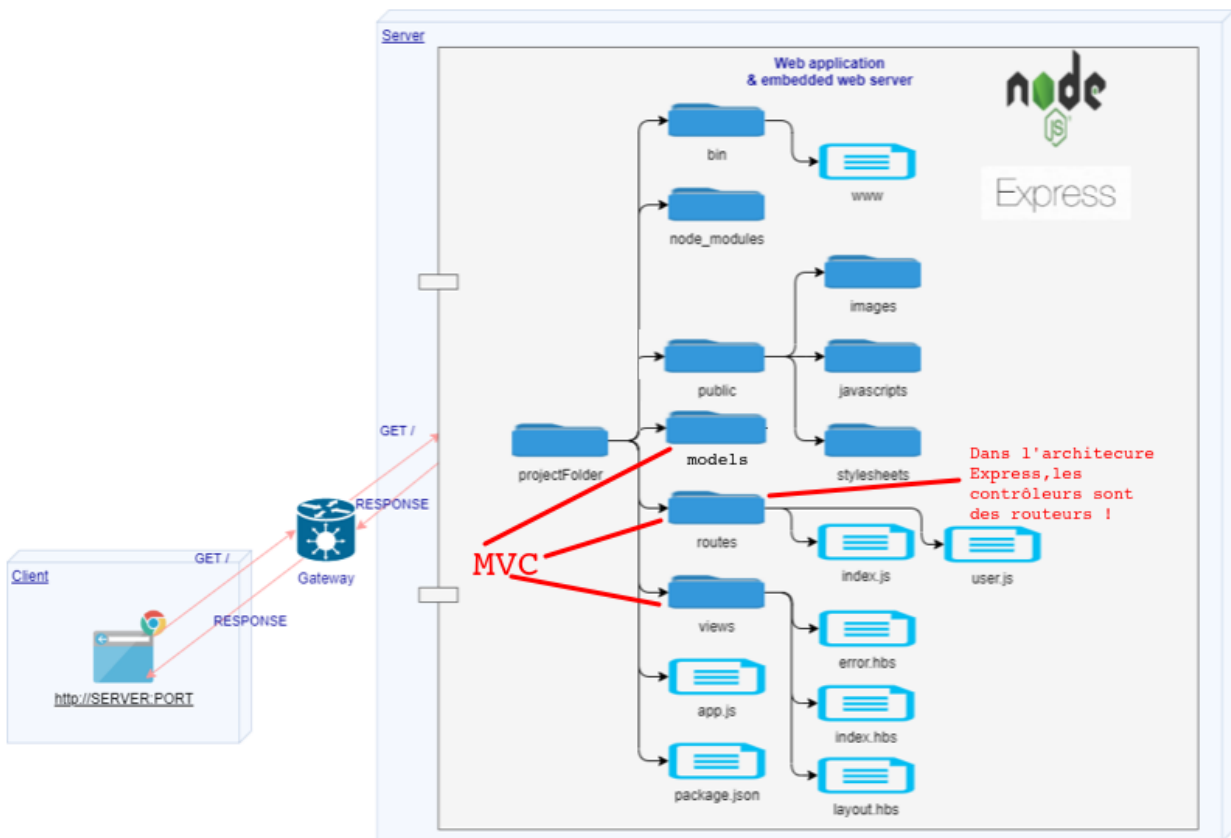 Server
Web application
& embedded web server
node
JS
Express
bin
www
node_modules
images
public
javascripts
GET /
projectFolder
models
stylesheets
Dans l'architecure
Express,les
contrôleurs sont
des routeurs !
RESPONSE
routes
index.js
user.js
MVC
Gateway
GET /
Client
RESPONSE
views
error.hbs
http://SERVER:PORT
app.js
index.hbs
package.json
layout.hbs